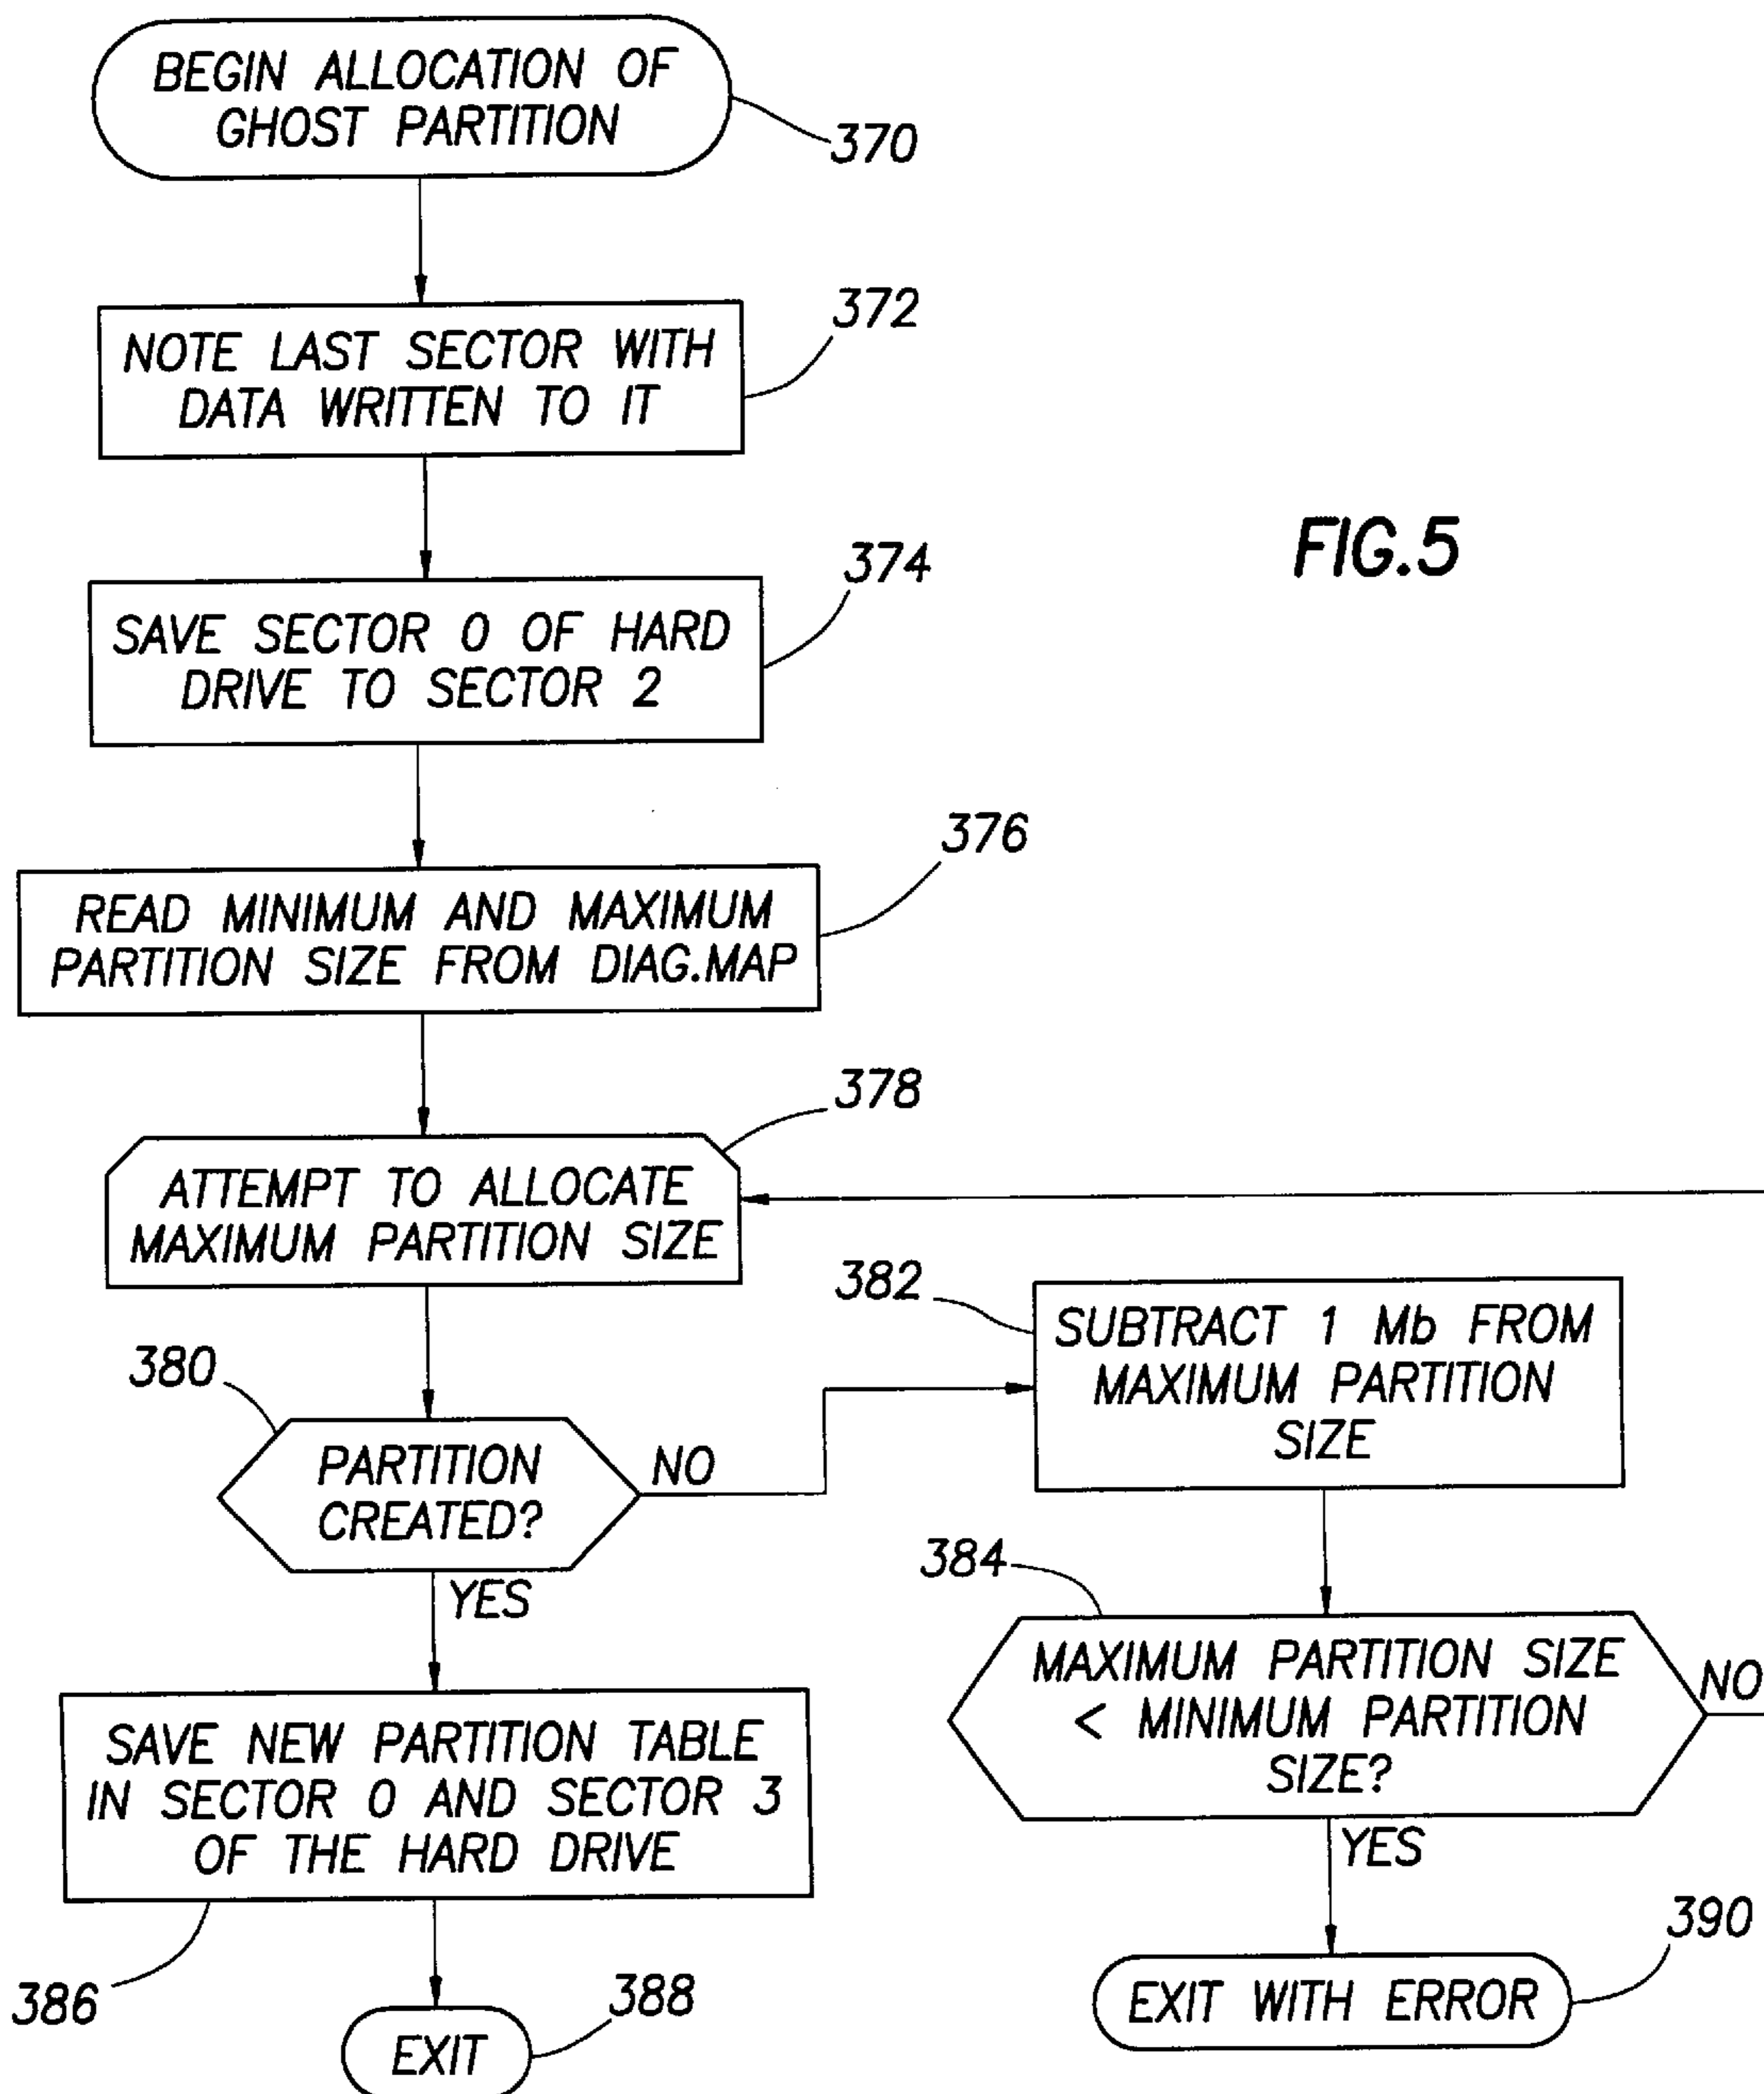 BEGIN ALLOCATION OF
GHOST PARTITION
370
NOTE LAST SECTOR WITH
DATA WRITTEN TO IT
372
FIG.5
SAVE SECTOR 0 OF HARD
DRIVE TO SECTOR 2
374
READ MINIMUM AND MAXIMUM
PARTITION SIZE FROM DIAG.MAP
376
ATTEMPT TO ALLOCATE
MAXIMUM PARTITION SIZE
378
PARTITION
CREATED?
380
NO
YES
SUBTRACT 1 Mb FROM
MAXIMUM PARTITION
SIZE
382
MAXIMUM PARTITION SIZE
< MINIMUM PARTITION
SIZE?
384
NO
YES
SAVE NEW PARTITION TABLE
IN SECTOR 0 AND SECTOR 3
OF THE HARD DRIVE
386
EXIT
388
EXIT WITH ERROR
390